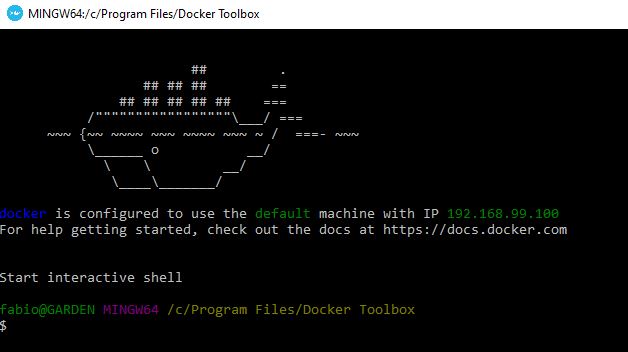 MINGW64:/c/Program Files/Docker Toolbox
                        ##         .
                  ## ## ##        ==
               ## ## ## ## ##    ===
           /"""""""""""""""""\___/ ===
      ~~~ {~~ ~~~~ ~~~ ~~~~ ~~~ ~ /  ===- ~~~
           \______ o           __/
             \    \         __/
              \____\_______/
docker is configured to use the default machine with IP 192.168.99.100
For help getting started, check out the docs at https://docs.docker.com
Start interactive shell
fabio@GARDEN MINGW64 /c/Program Files/Docker Toolbox
$